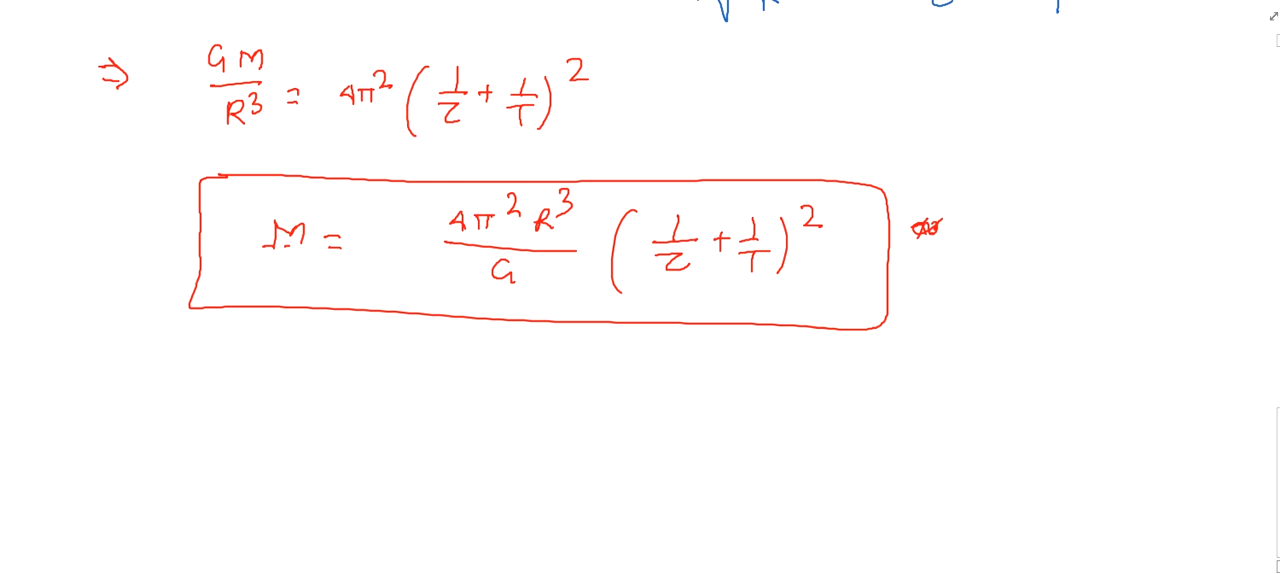 ⇒ GM/R³ = 4π² (1/τ + 1/T)²
M = 4π²R³/G (1/τ + 1/T)²